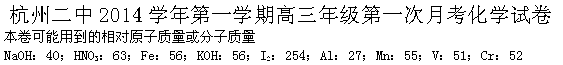 杭州二中2014学年第一学期高三年级第一次月考化学试卷
本卷可能用到的相对原子质量或分子质量
NaOH: 40; HNO₃: 63; Fe: 56; KOH: 56; I₂: 254; Al: 27; Mn: 55; V: 51; Cr: 52